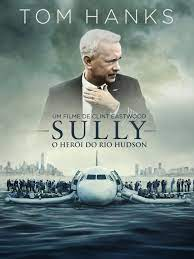 TOM HANKS
UM FILME DE CLINT EASTWOOD
SULLY
O HERÓI DO RIO HUDSON